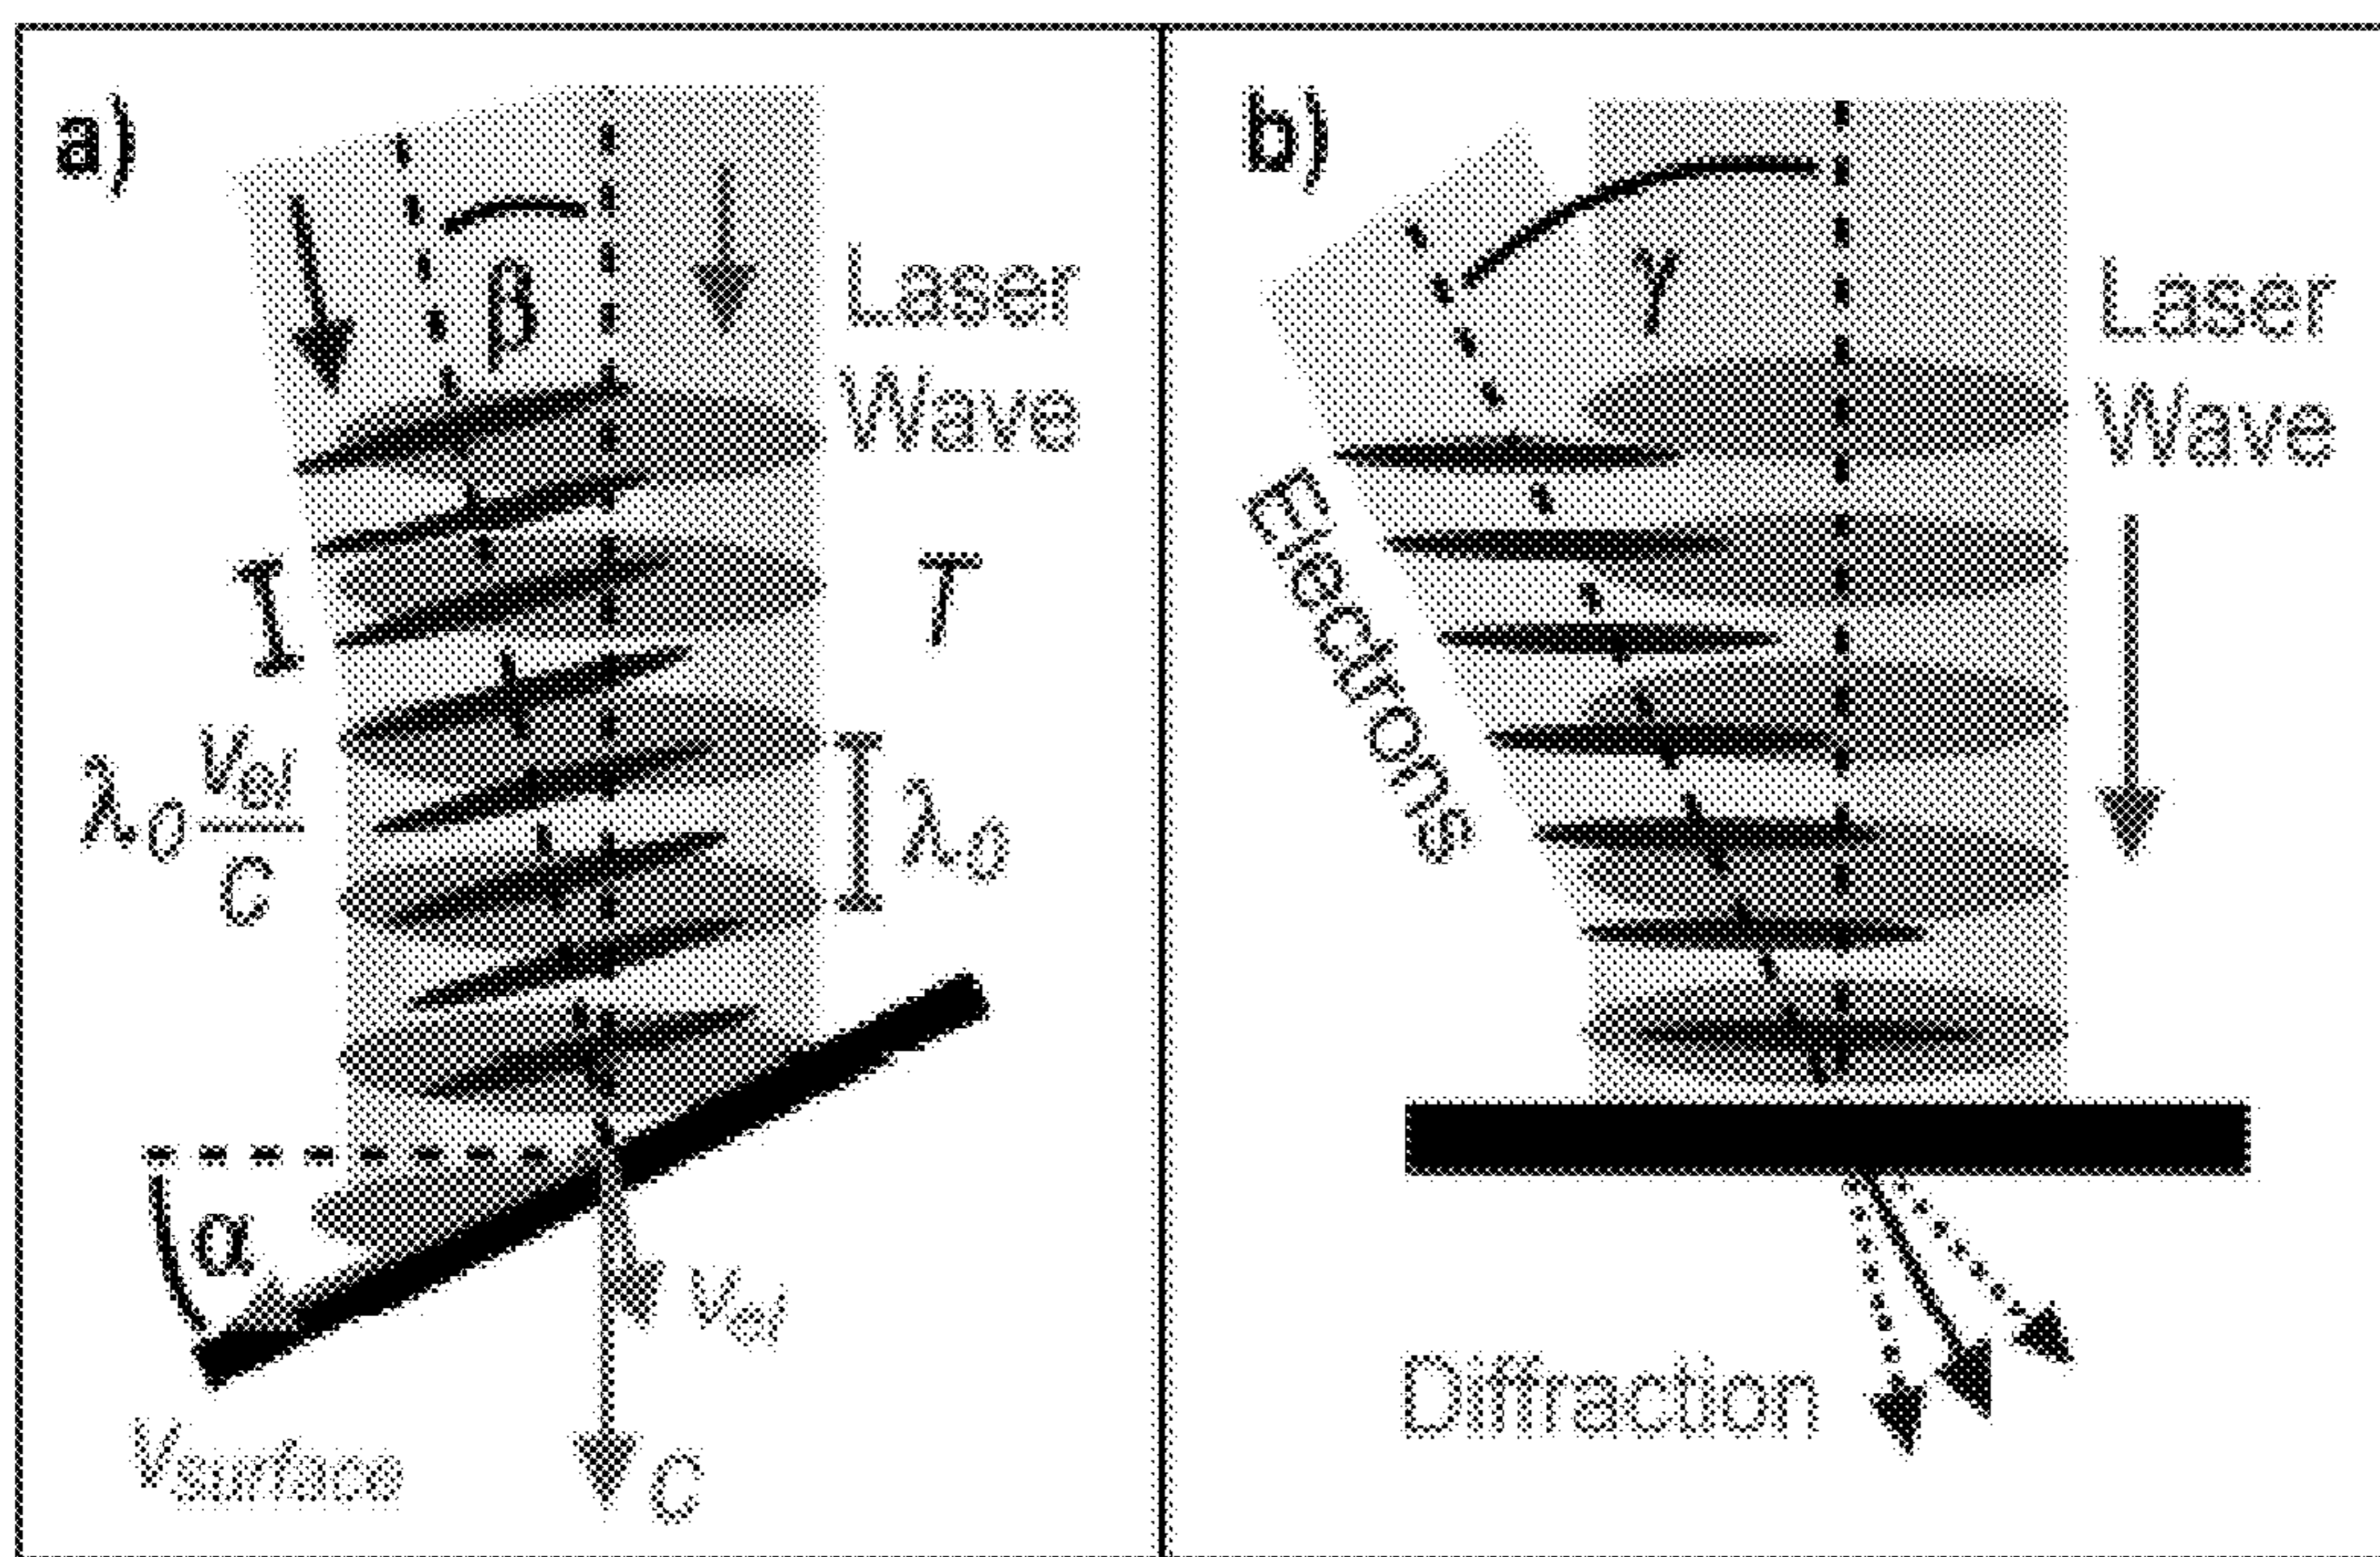 a)
β
Laser
Wave
T
λ0 vel
C
λ0
α
vel
vsurface
C
b)
γ
Laser
Wave
Electrons
Diffraction